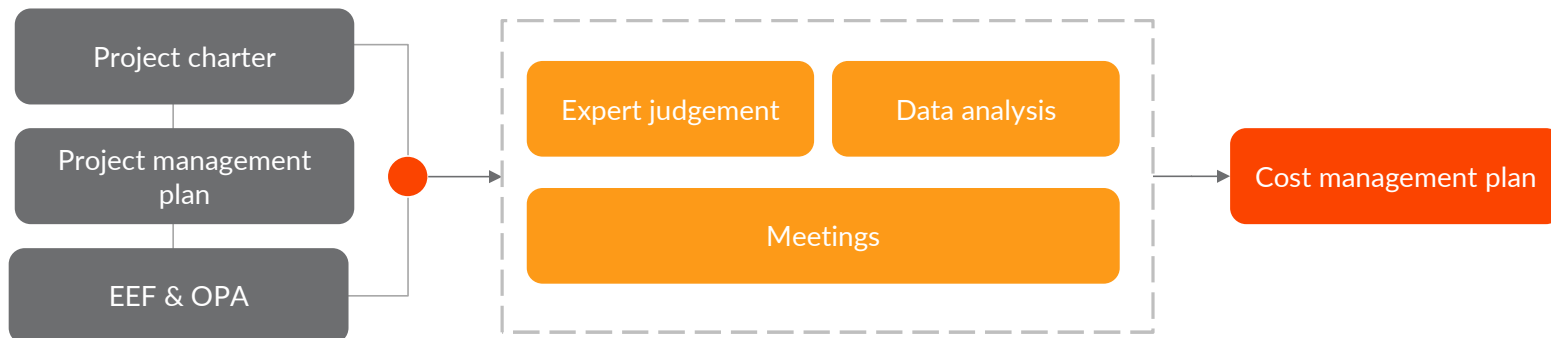 Project charter
Project management
plan
EEF & OPA
Expert judgement
Data analysis
Meetings
Cost management plan